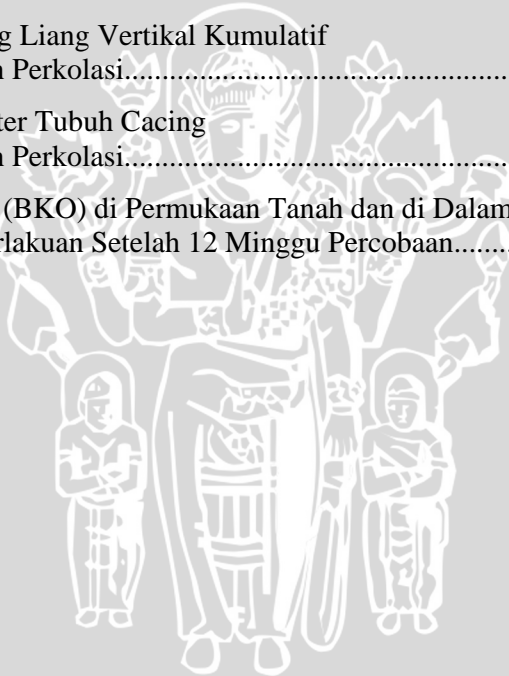 g Liang Vertikal Kumulatif
n Perkolasi..........................................................
ter Tubuh Cacing
n Perkolasi..........................................................
(BKO) di Permukaan Tanah dan di Dalam
rlakuan Setelah 12 Minggu Percobaan........